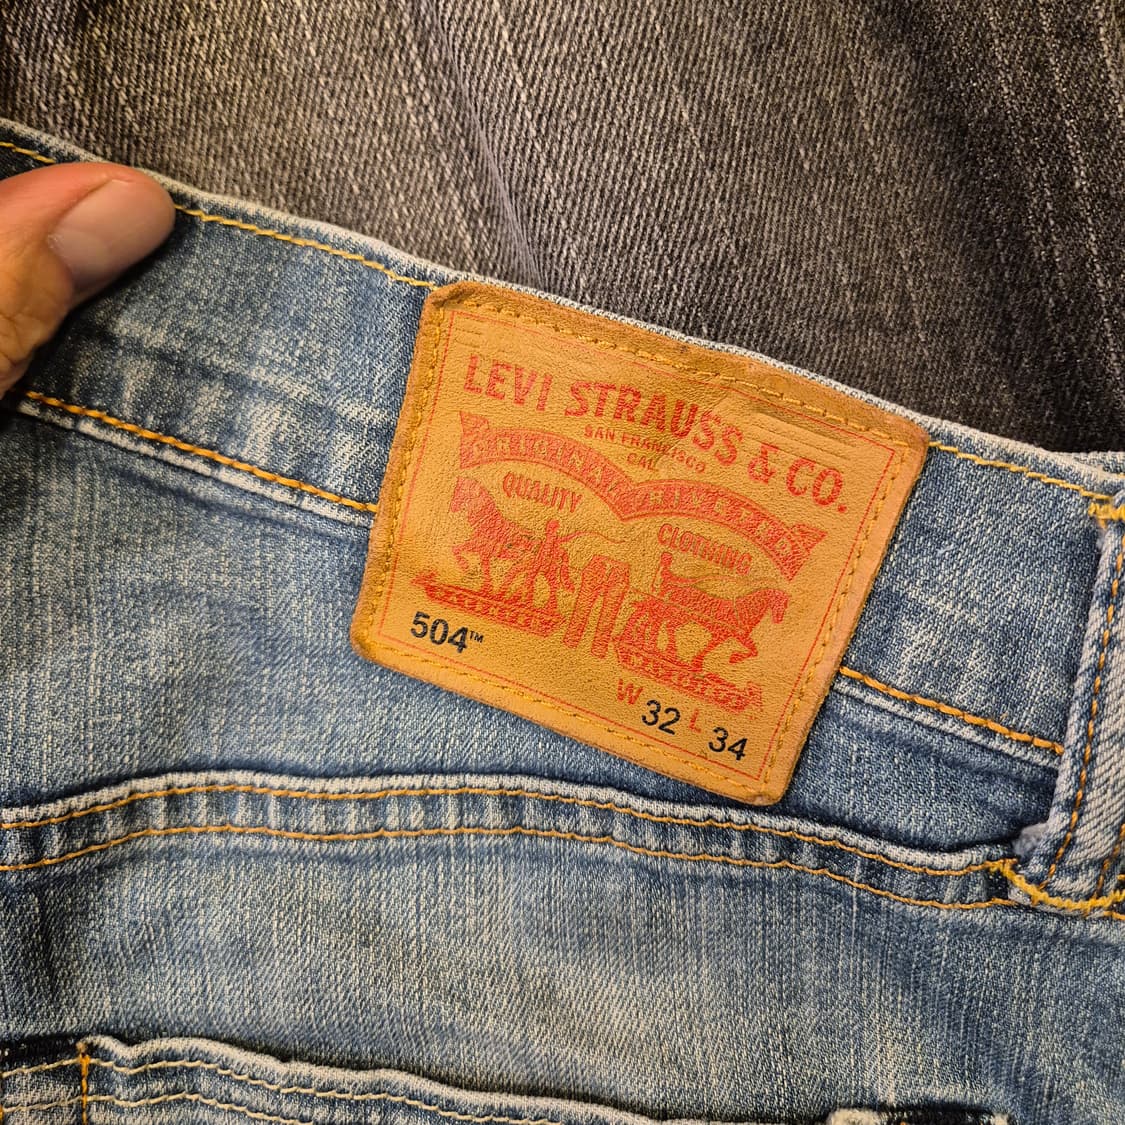 LEVI STRAUSS & CO.
SAN FRANCISCO
CAL
QUALITY
CLOTHING
504™
W 32 L 34